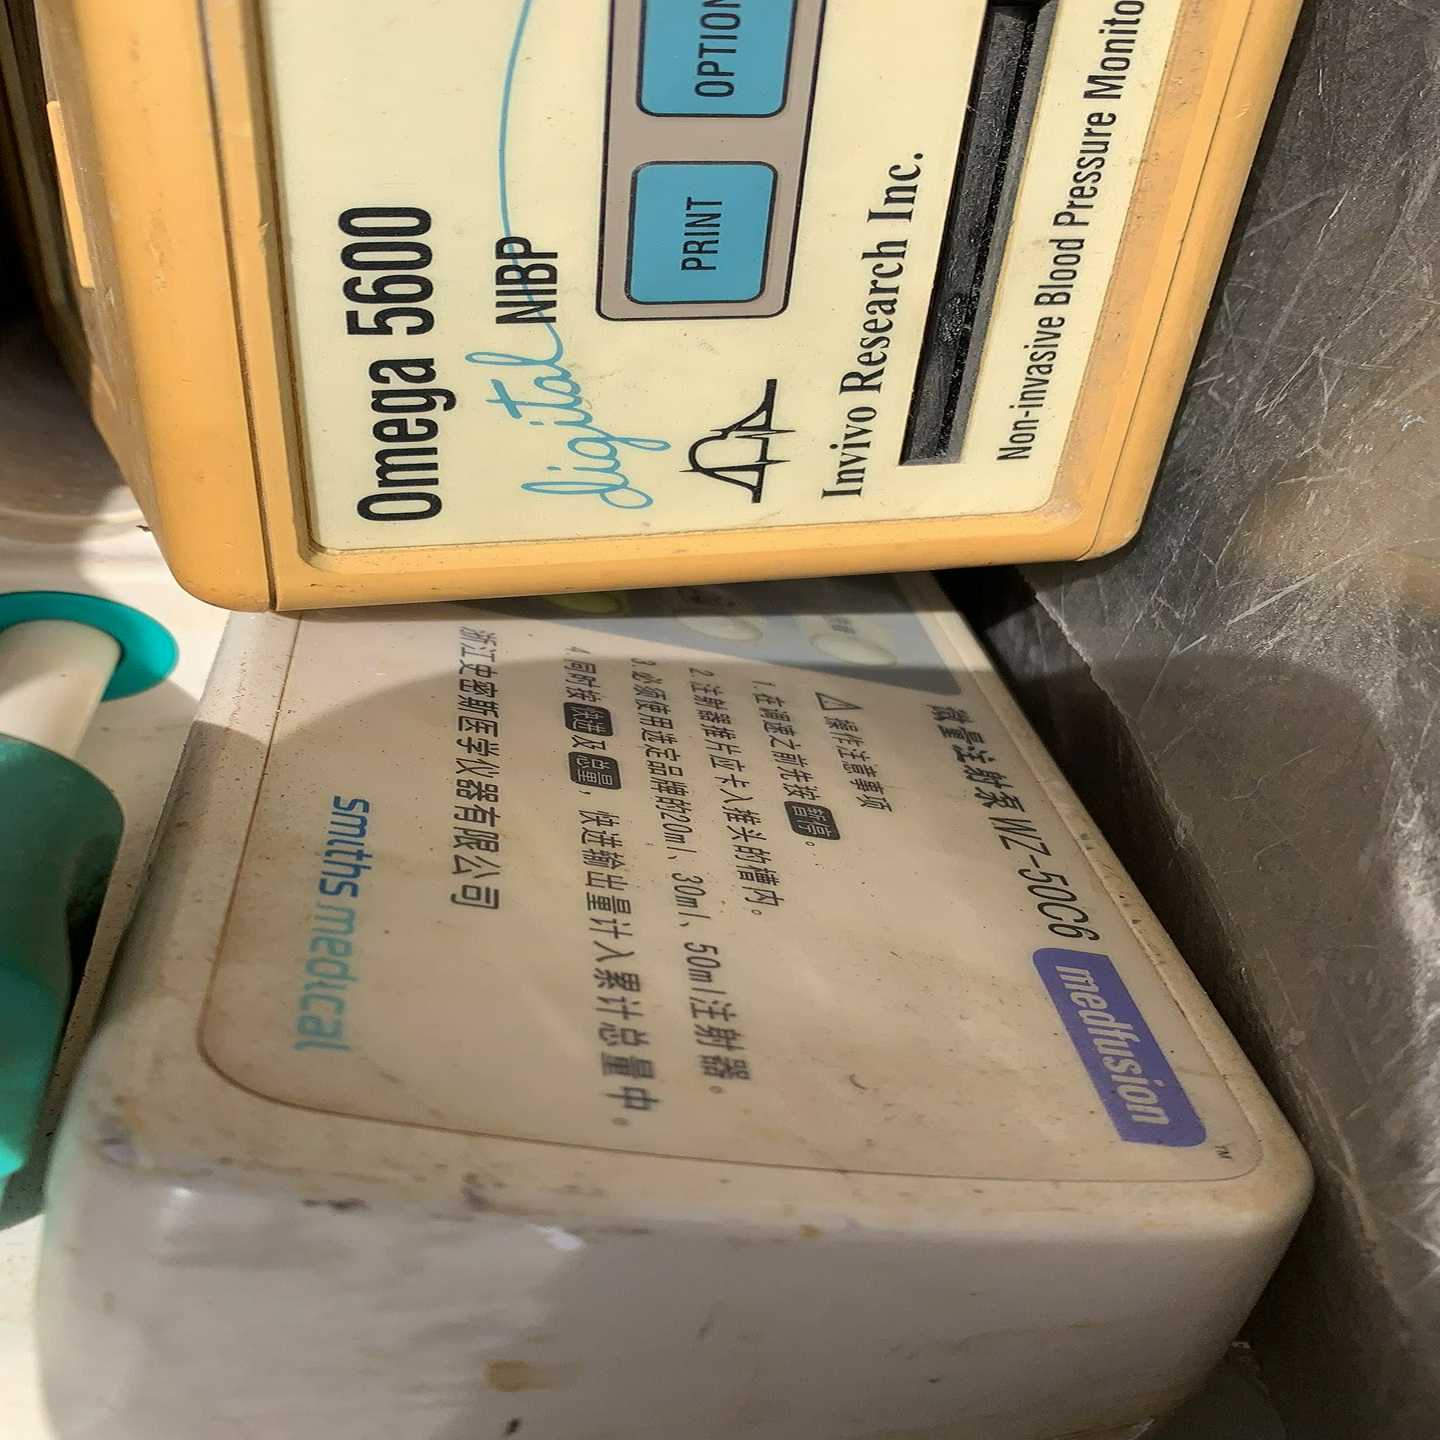 Omega 5600
digital NIBP
PRINT
OPTION
Invivo Research Inc.
Non-invasive Blood Pressure Monito
微量注射泵 WZ-50C6
medfusion
TM
操作注意事项
1.在调速之前先按 暂停。
2.注射器推片应卡入推头的槽内。
3.必须使用选定品牌的20ml、30ml、50ml注射器。
4.同时按 快进 及 总量,快进输出量计入累计总量中。
浙江史密斯医学仪器有限公司
smiths medical